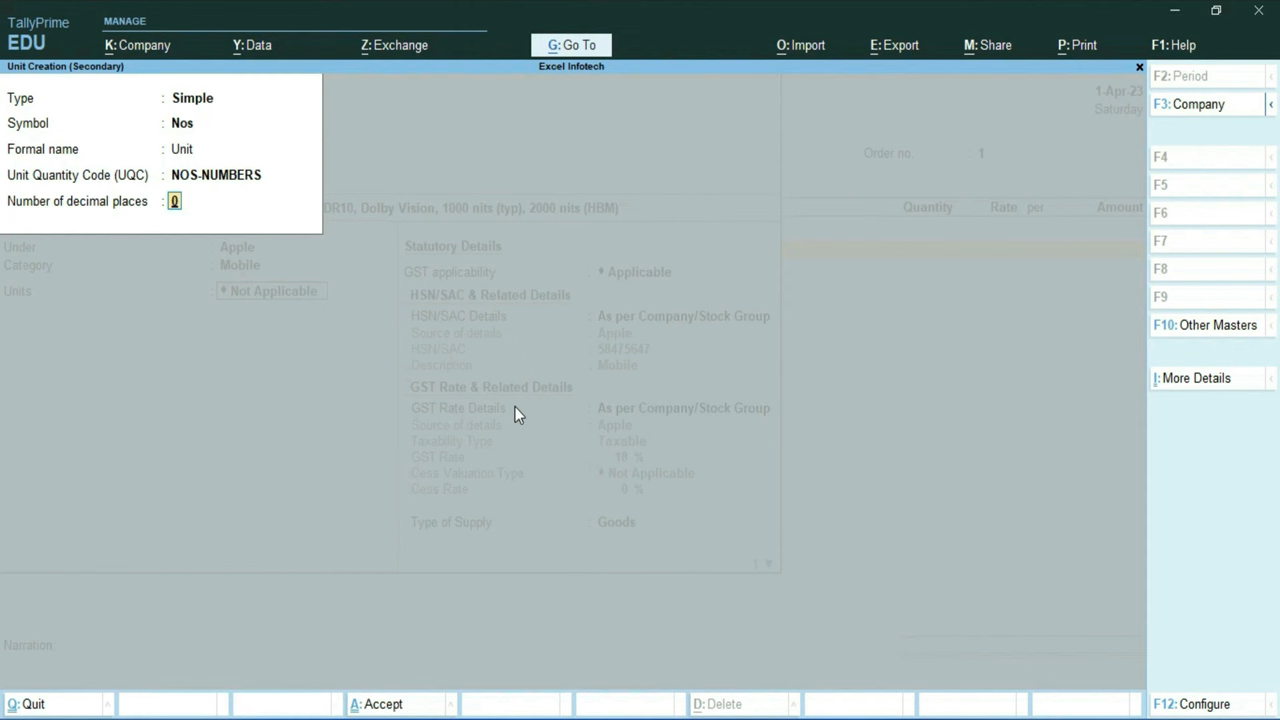 TallyPrime
EDU
MANAGE
K: Company
Y: Data
Z: Exchange
G: Go To
O: Import
E: Export
M: Share
P: Print
F1: Help
Unit Creation (Secondary)
Excel Infotech
Type : Simple
Symbol : Nos
Formal name : Unit
Unit Quantity Code (UQC) : NOS-NUMBERS
Number of decimal places : 0
1-Apr-23
Saturday
Order no. : 1
DR10, Dolby Vision, 1000 nits (typ), 2000 nits (HBM)
Quantity Rate per Amount
Under : Apple
Category : Mobile
Units : Not Applicable
Statutory Details
GST applicability : Applicable
HSN/SAC & Related Details
HSN/SAC Details : As per Company/Stock Group
Source of details : Apple
HSN/SAC : 58475647
Description : Mobile
GST Rate & Related Details
GST Rate Details : As per Company/Stock Group
Source of details : Apple
Taxability Type : Taxable
GST Rate : 18 %
Cess Valuation Type : Not Applicable
Cess Rate : 0 %
Type of Supply : Goods
Narration:
F2: Period
F3: Company
F4
F5
F6
F7
F8
F9
F10: Other Masters
I: More Details
F12: Configure
Q: Quit
A: Accept
D: Delete